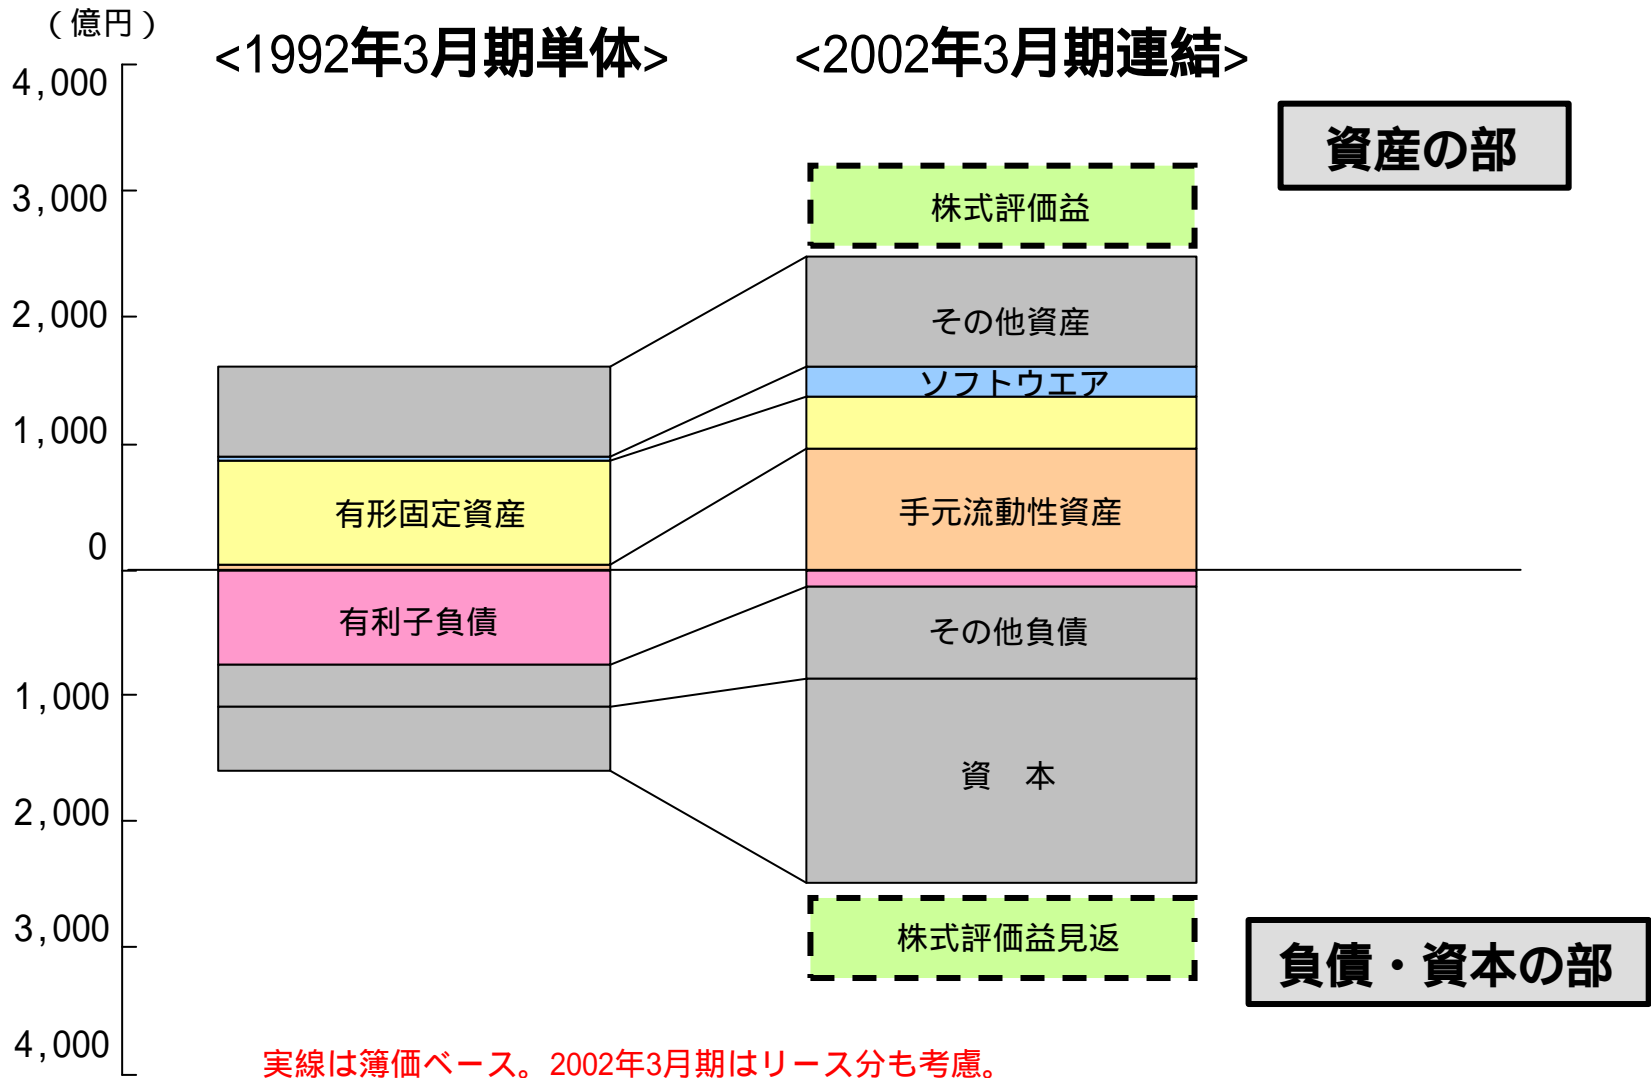 （億円）
<1992年3月期単体>
<2002年3月期連結>
4,000
資産の部
3,000
株式評価益
2,000
その他資産
ソフトウエア
1,000
有形固定資産
手元流動性資産
0
有利子負債
その他負債
1,000
資　本
2,000
3,000
株式評価益見返
負債・資本の部
4,000
実線は簿価ベース。2002年3月期はリース分も考慮。